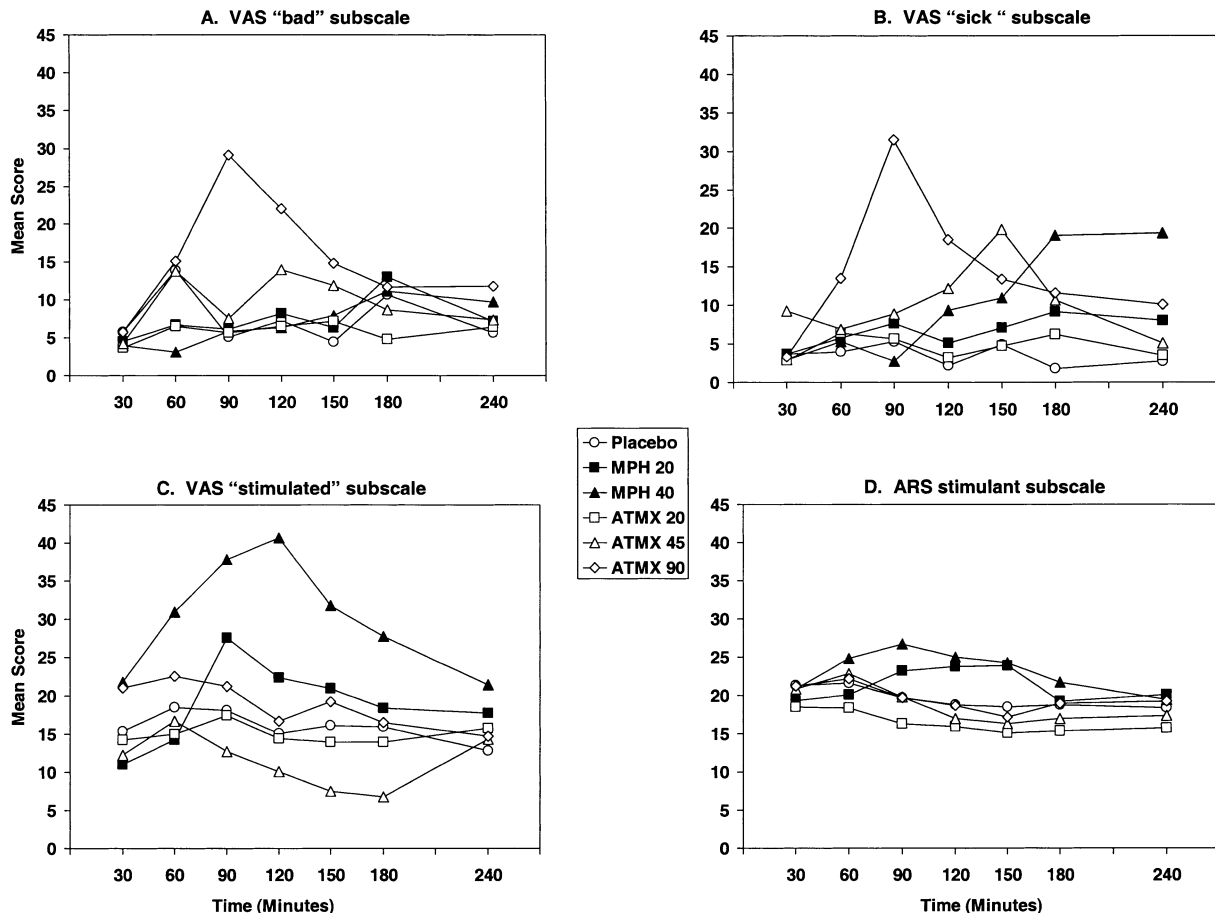 A. VAS “bad” subscale
45
40
35
30
25
20
15
10
5
0
Mean Score
30 60 90 120 150 180 240
B. VAS “sick “ subscale
45
40
35
30
25
20
15
10
5
0
30 60 90 120 150 180 240
Placebo
MPH 20
MPH 40
ATMX 20
ATMX 45
ATMX 90
C. VAS “stimulated” subscale
45
40
35
30
25
20
15
10
5
0
Mean Score
30 60 90 120 150 180 240
Time (Minutes)
D. ARS stimulant subscale
45
40
35
30
25
20
15
10
5
0
30 60 90 120 150 180 240
Time (Minutes)